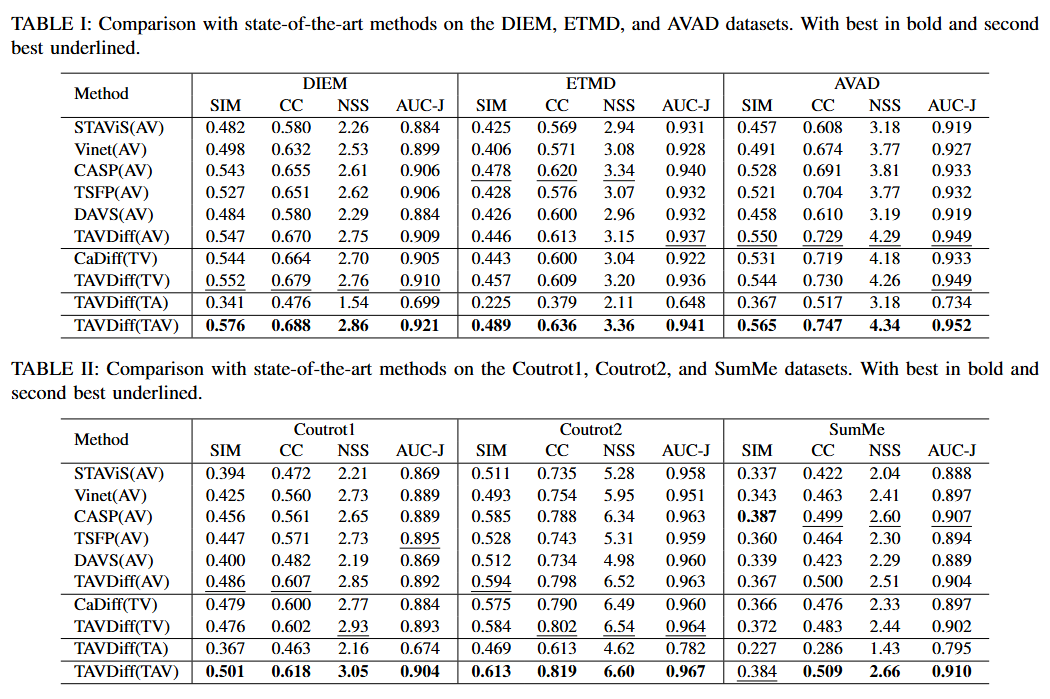 TABLE I: Comparison with state-of-the-art methods on the DIEM, ETMD, and AVAD datasets. With best in bold and second
best underlined.
Method DIEM ETMD AVAD
SIM CC NSS AUC-J SIM CC NSS AUC-J SIM CC NSS AUC-J
STAViS(AV) 0.482 0.580 2.26 0.884 0.425 0.569 2.94 0.931 0.457 0.608 3.18 0.919
Vinet(AV) 0.498 0.632 2.53 0.899 0.406 0.571 3.08 0.928 0.491 0.674 3.77 0.927
CASP(AV) 0.543 0.655 2.61 0.906 0.478 0.620 3.34 0.940 0.528 0.691 3.81 0.933
TSFP(AV) 0.527 0.651 2.62 0.906 0.428 0.576 3.07 0.932 0.521 0.704 3.77 0.932
DAVS(AV) 0.484 0.580 2.29 0.884 0.426 0.600 2.96 0.932 0.458 0.610 3.19 0.919
TAVDiff(AV) 0.547 0.670 2.75 0.909 0.446 0.613 3.15 0.937 0.550 0.729 4.29 0.949
CaDiff(TV) 0.544 0.664 2.70 0.905 0.443 0.600 3.04 0.922 0.531 0.719 4.18 0.933
TAVDiff(TV) 0.552 0.679 2.76 0.910 0.457 0.609 3.20 0.936 0.544 0.730 4.26 0.949
TAVDiff(TA) 0.341 0.476 1.54 0.699 0.225 0.379 2.11 0.648 0.367 0.517 3.18 0.734
TAVDiff(TAV) 0.576 0.688 2.86 0.921 0.489 0.636 3.36 0.941 0.565 0.747 4.34 0.952
TABLE II: Comparison with state-of-the-art methods on the Coutrot1, Coutrot2, and SumMe datasets. With best in bold and
second best underlined.
Method Coutrot1 Coutrot2 SumMe
SIM CC NSS AUC-J SIM CC NSS AUC-J SIM CC NSS AUC-J
STAViS(AV) 0.394 0.472 2.21 0.869 0.511 0.735 5.28 0.958 0.337 0.422 2.04 0.888
Vinet(AV) 0.425 0.560 2.73 0.889 0.493 0.754 5.95 0.951 0.343 0.463 2.41 0.897
CASP(AV) 0.456 0.561 2.65 0.889 0.585 0.788 6.34 0.963 0.387 0.499 2.60 0.907
TSFP(AV) 0.447 0.571 2.73 0.895 0.528 0.743 5.31 0.959 0.360 0.464 2.30 0.894
DAVS(AV) 0.400 0.482 2.19 0.869 0.512 0.734 4.98 0.960 0.339 0.423 2.29 0.889
TAVDiff(AV) 0.486 0.607 2.85 0.892 0.594 0.798 6.52 0.963 0.367 0.500 2.51 0.904
CaDiff(TV) 0.479 0.600 2.77 0.884 0.575 0.790 6.49 0.960 0.366 0.476 2.33 0.897
TAVDiff(TV) 0.476 0.602 2.93 0.893 0.584 0.802 6.54 0.964 0.372 0.483 2.44 0.902
TAVDiff(TA) 0.367 0.463 2.16 0.674 0.469 0.613 4.62 0.782 0.227 0.286 1.43 0.795
TAVDiff(TAV) 0.501 0.618 3.05 0.904 0.613 0.819 6.60 0.967 0.384 0.509 2.66 0.910